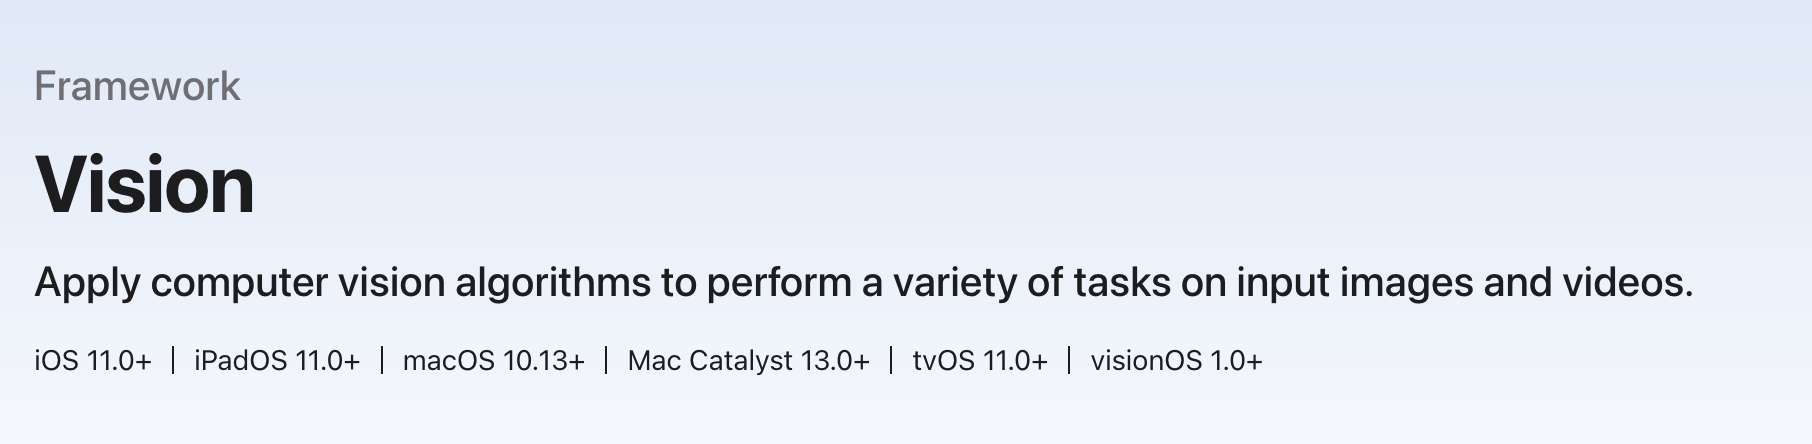 Framework
Vision
Apply computer vision algorithms to perform a variety of tasks on input images and videos.
iOS 11.0+ | iPadOS 11.0+ | macOS 10.13+ | Mac Catalyst 13.0+ | tvOS 11.0+ | visionOS 1.0+